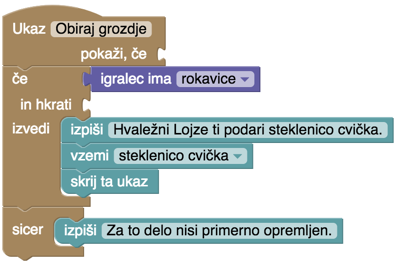 Ukaz Obiraj grozdje
pokaži, če
če igralec ima rokavice
in hkrati
izvedi izpiši Hvaležni Lojze ti podari steklenico cvička.
vzemi steklenico cvička
skrij ta ukaz
sicer izpiši Za to delo nisi primerno opremljen.